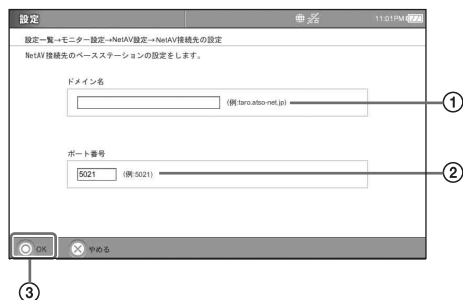 設定
11:01PM
設定一覧→モニター設定→NetAV設定→NetAV接続先の設定
NetAV接続先のベースステーションの設定をします。
ドメイン名
(例:taro.atso-net.jp)
①
ポート番号
5021 (例:5021)
②
OK やめる
③